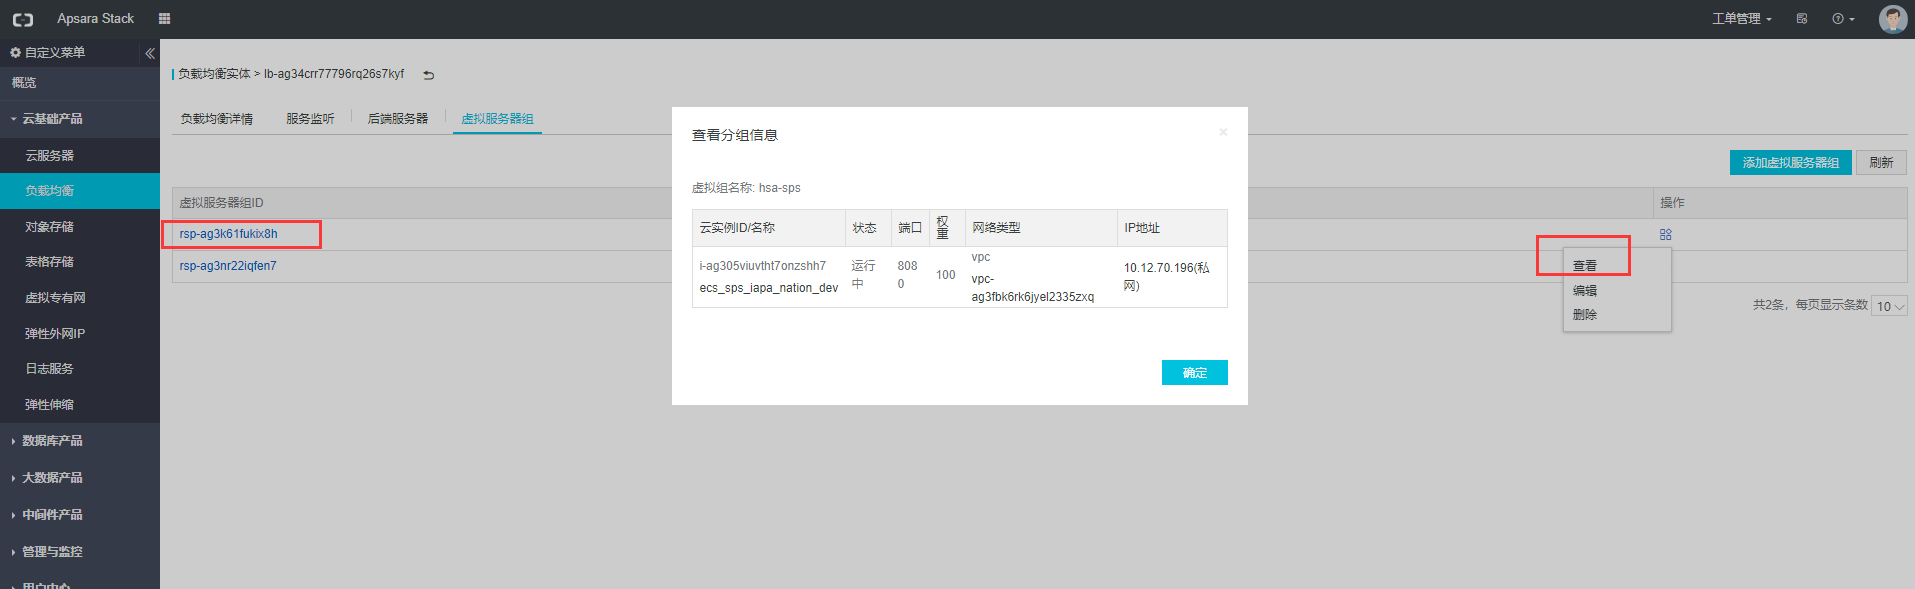 Apsara Stack
工单管理
自定义菜单
概览
云基础产品
云服务器
负载均衡
对象存储
表格存储
虚拟专有网
弹性外网IP
日志服务
弹性伸缩
数据库产品
大数据产品
中间件产品
管理与监控
用户中心
负载均衡实体 > lb-ag34crr77796rq26s7kyf
负载均衡详情 服务监听 后端服务器 虚拟服务器组
添加虚拟服务器组 刷新
虚拟服务器组ID 操作
rsp-ag3k61fukix8h
rsp-ag3nr22iqfen7
查看
编辑
删除
共2条，每页显示条数 10
查看分组信息 ×
虚拟组名称: hsa-sps
云实例ID/名称 状态 端口 权重 网络类型 IP地址
i-ag305viuvtht7onzshh7
ecs_sps_iapa_nation_dev
运行
中
808
0
100
vpc
vpc-
ag3fbk6rk6jyel2335zxq
10.12.70.196(私
网)
确定